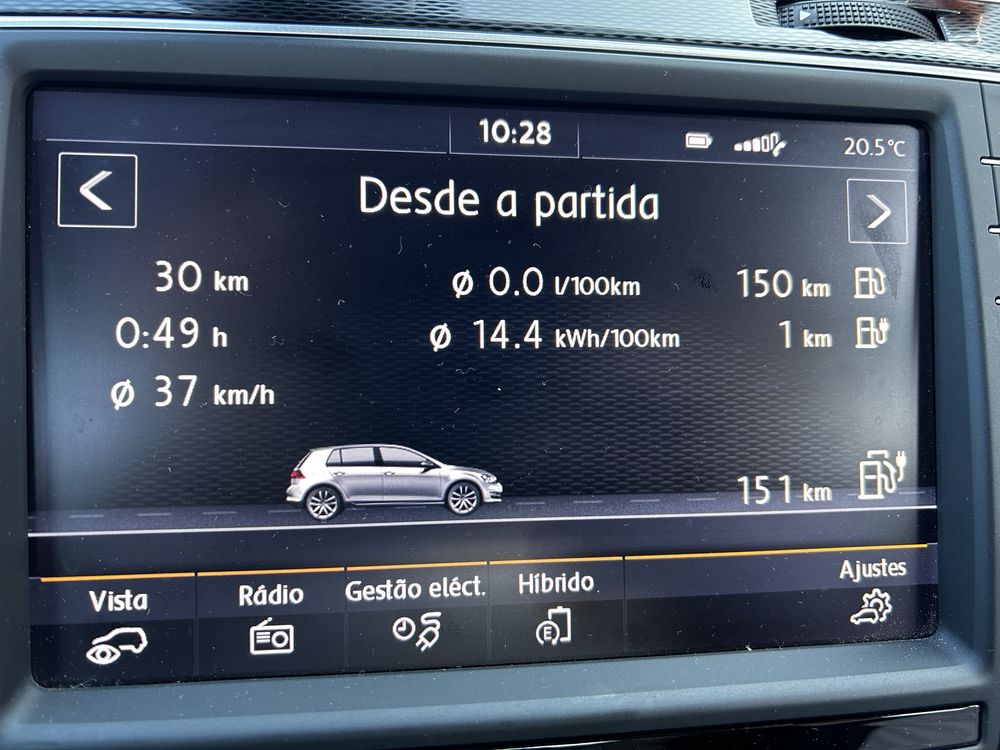 10:28
20.5°C
Desde a partida
30 km
ø 0.0 l/100km
150 km
0:49 h
ø 14.4 kWh/100km
1 km
ø 37 km/h
151 km
Vista
Rádio
Gestão eléct.
Híbrido
Ajustes
E